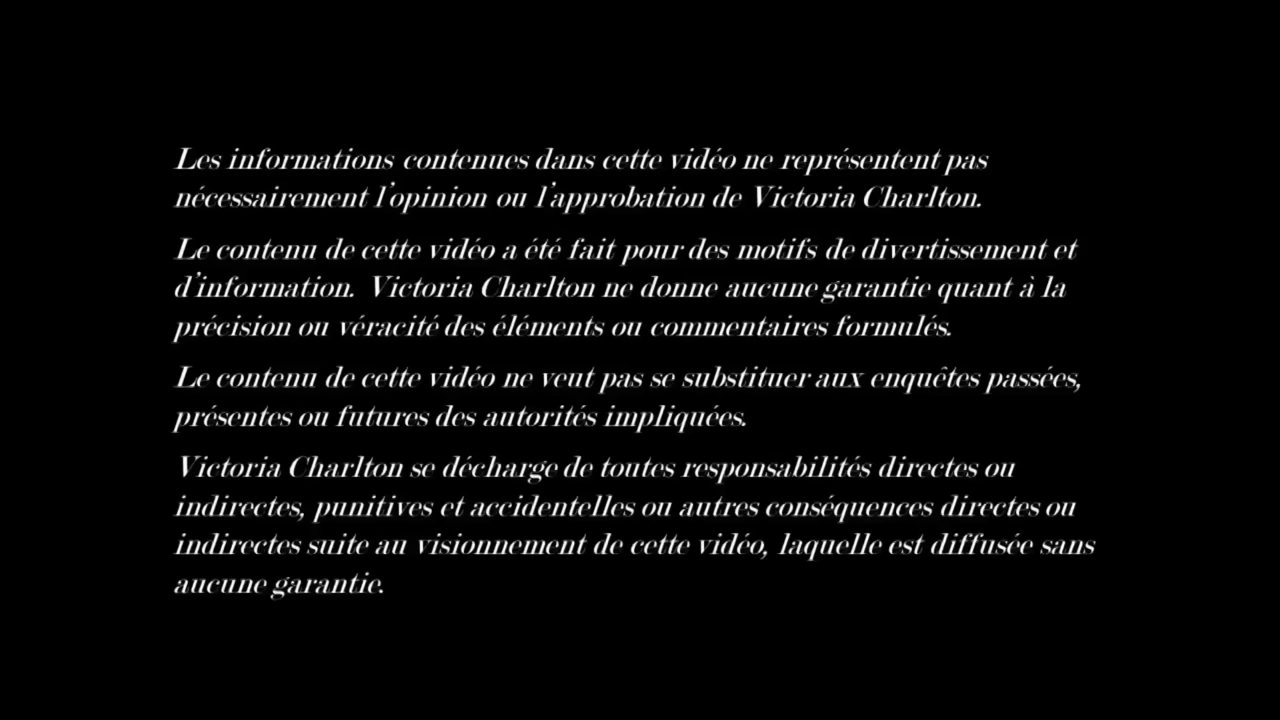 Les informations contenues dans cette vidéo ne représentent pas
nécessairement l'opinion ou l'approbation de Victoria Charlton.
Le contenu de cette vidéo a été fait pour des motifs de divertissement et
d'information. Victoria Charlton ne donne aucune garantie quant à la
précision ou véracité des éléments ou commentaires formulés.
Le contenu de cette vidéo ne veut pas se substituer aux enquêtes passées,
présentes ou futures des autorités impliquées.
Victoria Charlton se décharge de toutes responsabilités directes ou
indirectes, punitives et accidentelles ou autres conséquences directes ou
indirectes suite au visionnement de cette vidéo, laquelle est diffusée sans
aucune garantie.